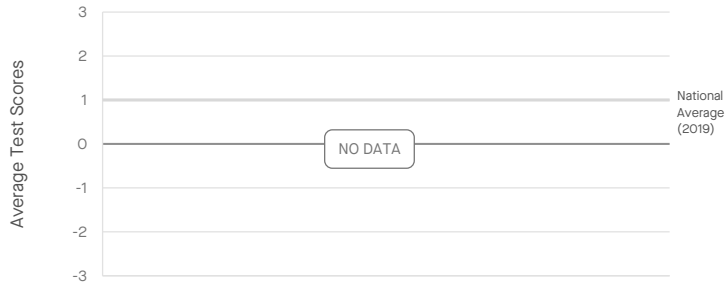 Average Test Scores
3
2
1
0
-1
-2
-3
NO DATA
National
Average
(2019)